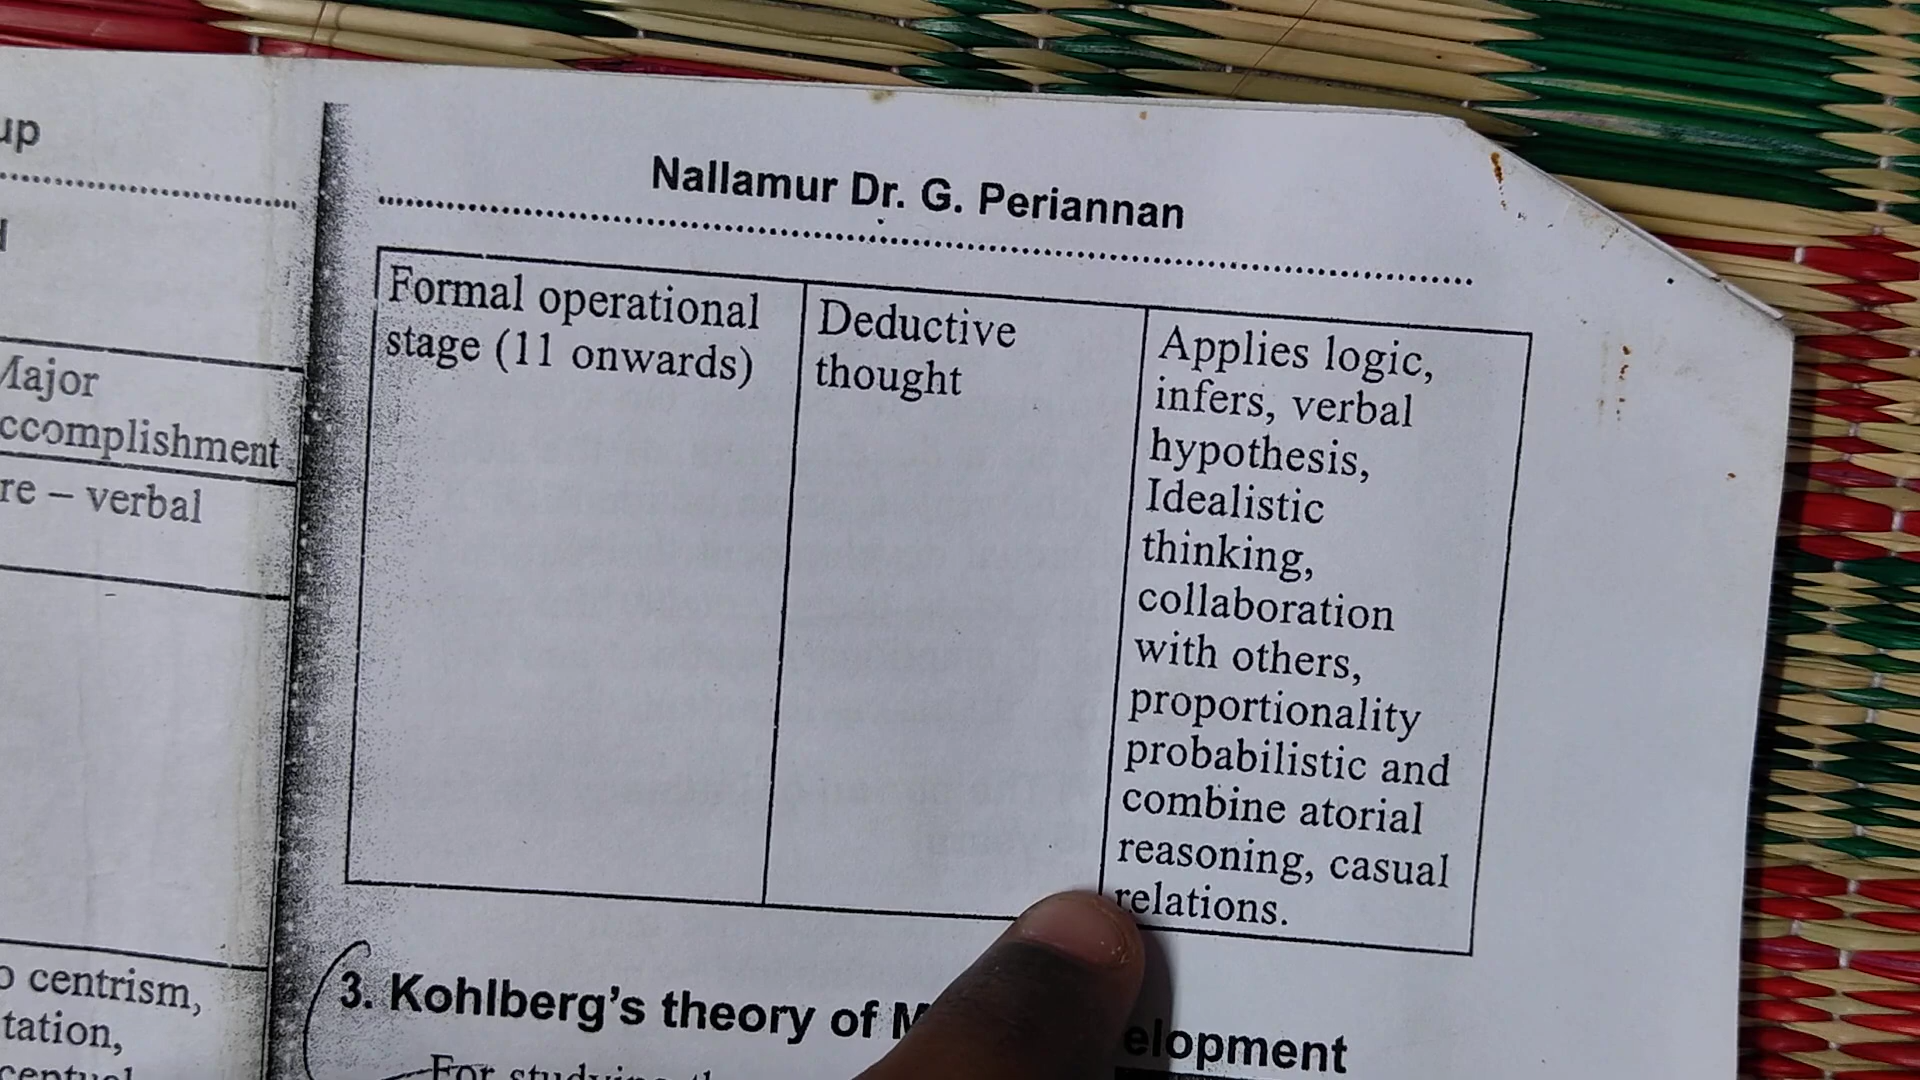 up
Major
ccomplishment
re – verbal
o centrism,
tation,
Nallamur Dr. G. Periannan
Formal operational
stage (11 onwards)
Deductive
thought
Applies logic,
infers, verbal
hypothesis,
Idealistic
thinking,
collaboration
with others,
proportionality
probabilistic and
combine atorial
reasoning, casual
relations.
3. Kohlberg's theory of M elopment
For studying